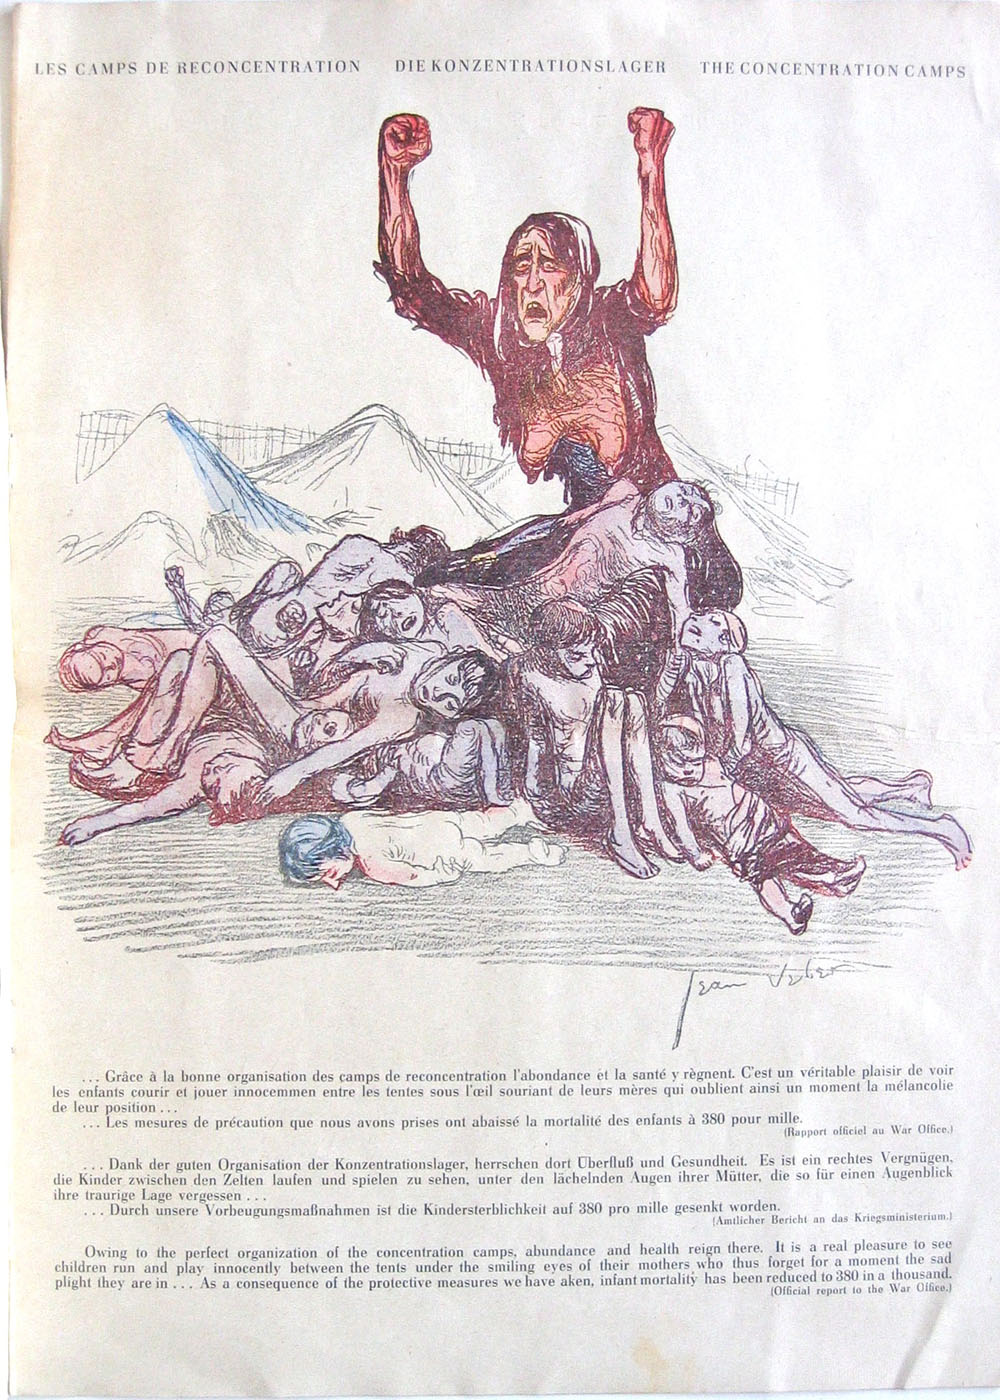 LES CAMPS DE RECONCENTRATION DIE KONZENTRATIONSLAGER THE CONCENTRATION CAMPS
Jean Veber
... Grâce à la bonne organisation des camps de reconcentration l'abondance et la santé y règnent. C'est un véritable plaisir de voir
les enfants courir et jouer innocemmen entre les tentes sous l'œil souriant de leurs mères qui oublient ainsi un moment la mélancolie
de leur position ...
... Les mesures de précaution que nous avons prises ont abaissé la mortalité des enfants à 380 pour mille.
(Rapport officiel au War Office.)
... Dank der guten Organisation der Konzentrationslager, herrschen dort Überfluß und Gesundheit. Es ist ein rechtes Vergnügen,
die Kinder zwischen den Zelten laufen und spielen zu sehen, unter den lächelnden Augen ihrer Mütter, die so für einen Augenblick
ihre traurige Lage vergessen ...
... Durch unsere Vorbeugungsmaßnahmen ist die Kindersterblichkeit auf 380 pro mille gesenkt worden.
(Amtlicher Bericht an das Kriegsministerium.)
Owing to the perfect organization of the concentration camps, abundance and health reign there. It is a real pleasure to see
children run and play innocently between the tents under the smiling eyes of their mothers who thus forget for a moment the sad
plight they are in ... As a consequence of the protective measures we have aken, infant mortality has been reduced to 380 in a thousand.
(Official report to the War Office.)